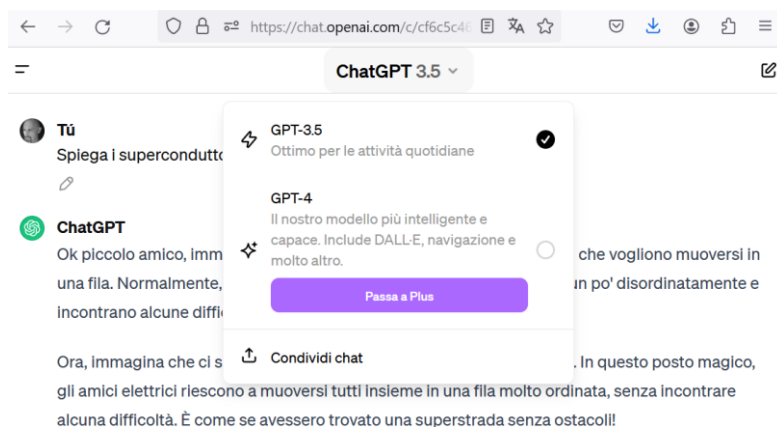 https://chat.openai.com/c/cf6c5c46
ChatGPT 3.5
Tú
Spiega i supercondutto
GPT-3.5
Ottimo per le attività quotidiane
GPT-4
Il nostro modello più intelligente e
capace. Include DALL·E, navigazione e
molto altro.
Passa a Plus
Condividi chat
ChatGPT
Ok piccolo amico, imm che vogliono muoversi in
una fila. Normalmente, un po' disordinatamente e
incontrano alcune diffi
Ora, immagina che ci s . In questo posto magico,
gli amici elettrici riescono a muoversi tutti insieme in una fila molto ordinata, senza incontrare
alcuna difficoltà. È come se avessero trovato una superstrada senza ostacoli!